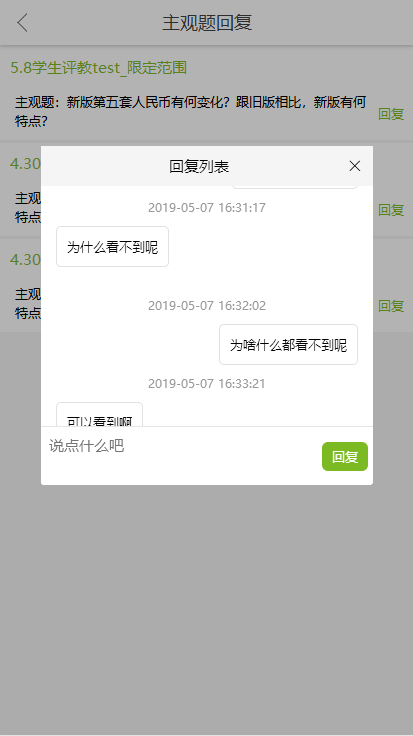 主观题回复
5.8学生评教test_限定范围
主观题：新版第五套人民币有何变化？跟旧版相比，新版有何
特点？
回复
4.30
主观
特点
回复
4.30
主观
特点
回复
回复列表
2019-05-07 16:31:17
为什么看不到呢
2019-05-07 16:32:02
为啥什么都看不到呢
2019-05-07 16:33:21
可以看到啊
说点什么吧
回复